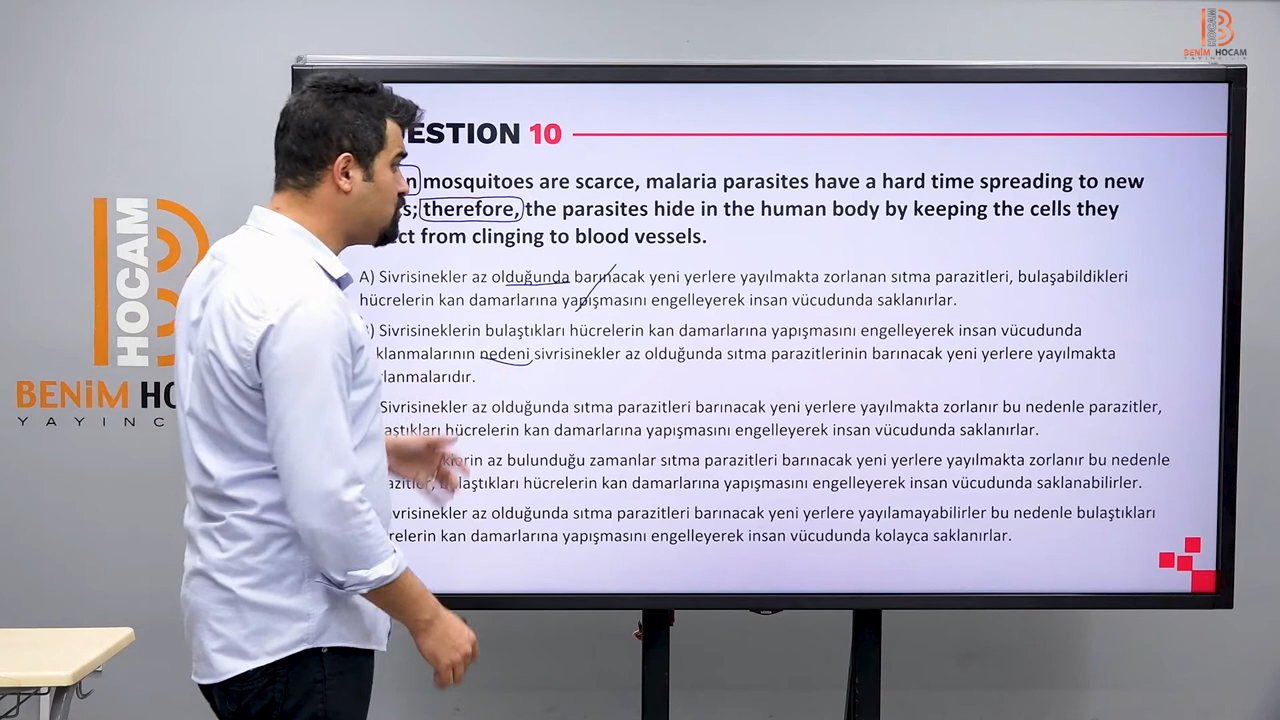 BENİM HOCAM
YAYINCILIK
HOCAM
BENİM
YAYINC
ESTION 10
mosquitoes are scarce, malaria parasites have a hard time spreading to new
therefore, the parasites hide in the human body by keeping the cells they
from clinging to blood vessels.
A) Sivrisinekler az olduğunda barınacak yeni yerlere yayılmakta zorlanan sıtma parazitleri, bulaşabildikleri
hücrelerin kan damarlarına yapışmasını engelleyerek insan vücudunda saklanırlar.
) Sivrisineklerin bulaştıkları hücrelerin kan damarlarına yapışmasını engelleyerek insan vücudunda
klanmalarının nedeni sivrisinekler az olduğunda sıtma parazitlerinin barınacak yeni yerlere yayılmakta
rlanmalarıdır.
Sivrisinekler az olduğunda sıtma parazitleri barınacak yeni yerlere yayılmakta zorlanır bu nedenle parazitler,
laştıkları hücrelerin kan damarlarına yapışmasını engelleyerek insan vücudunda saklanırlar.
az bulunduğu zamanlar sıtma parazitleri barınacak yeni yerlere yayılmakta zorlanır bu nedenle
hücrelerin kan damarlarına yapışmasını engelleyerek insan vücudunda saklanabilirler.
vrisinekler az olduğunda sıtma parazitleri barınacak yeni yerlere yayılamayabilirler bu nedenle bulaştıkları
relerin kan damarlarına yapışmasını engelleyerek insan vücudunda kolayca saklanırlar.